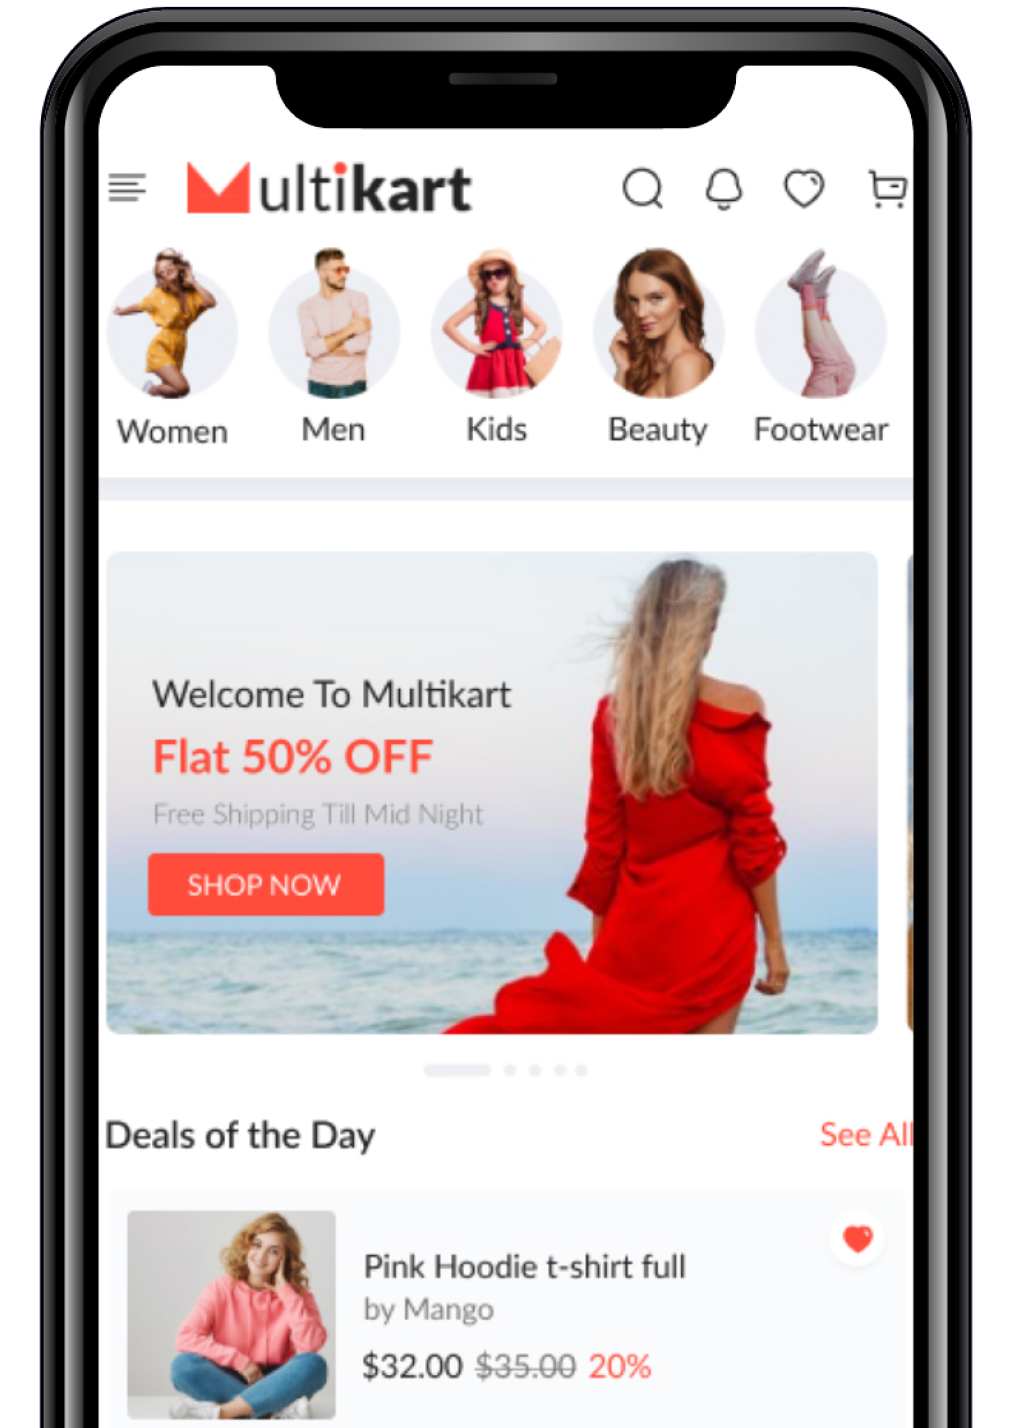 Multikart
Women Men Kids Beauty Footwear
Welcome To Multikart
Flat 50% OFF
Free Shipping Till Mid Night
SHOP NOW
Deals of the Day See All
Pink Hoodie t-shirt full
by Mango
$32.00 $35.00 20%